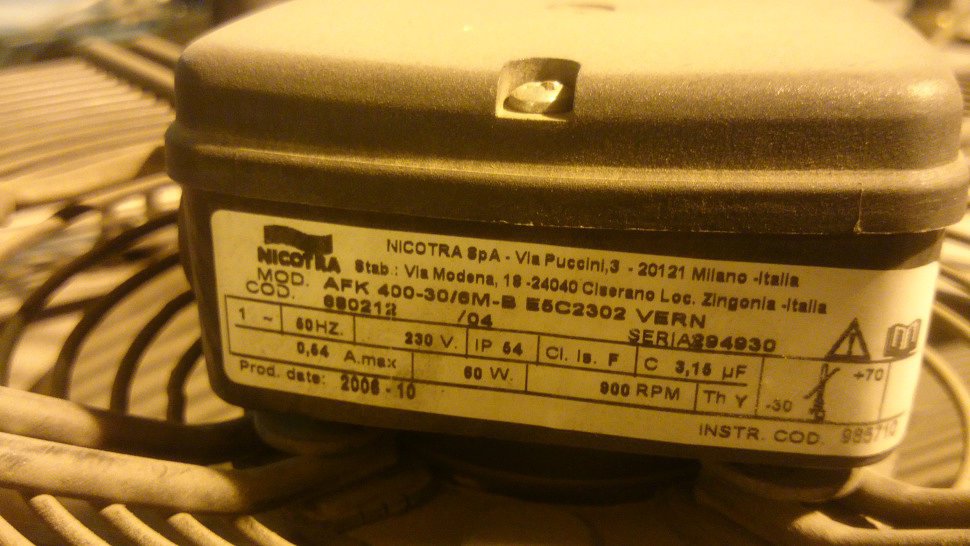 NICOTRA
NICOTRA SpA - Via Puccini,3 - 20121 Milano -Italia
Stab.: Via Modena, 18 -24040 Ciserano Loc. Zingonia -Italia
MOD. AFK 400-30/6M-B E5C2302 VERN
COD. 680212 /04 SERIA294930
1 ~ 50HZ. 230 V. IP 54 Cl. Is. F C 3,15 µF
0,54 A.max 60 W. 900 RPM Th Y -30 +70
Prod. date: 2006 - 10
INSTR. COD.